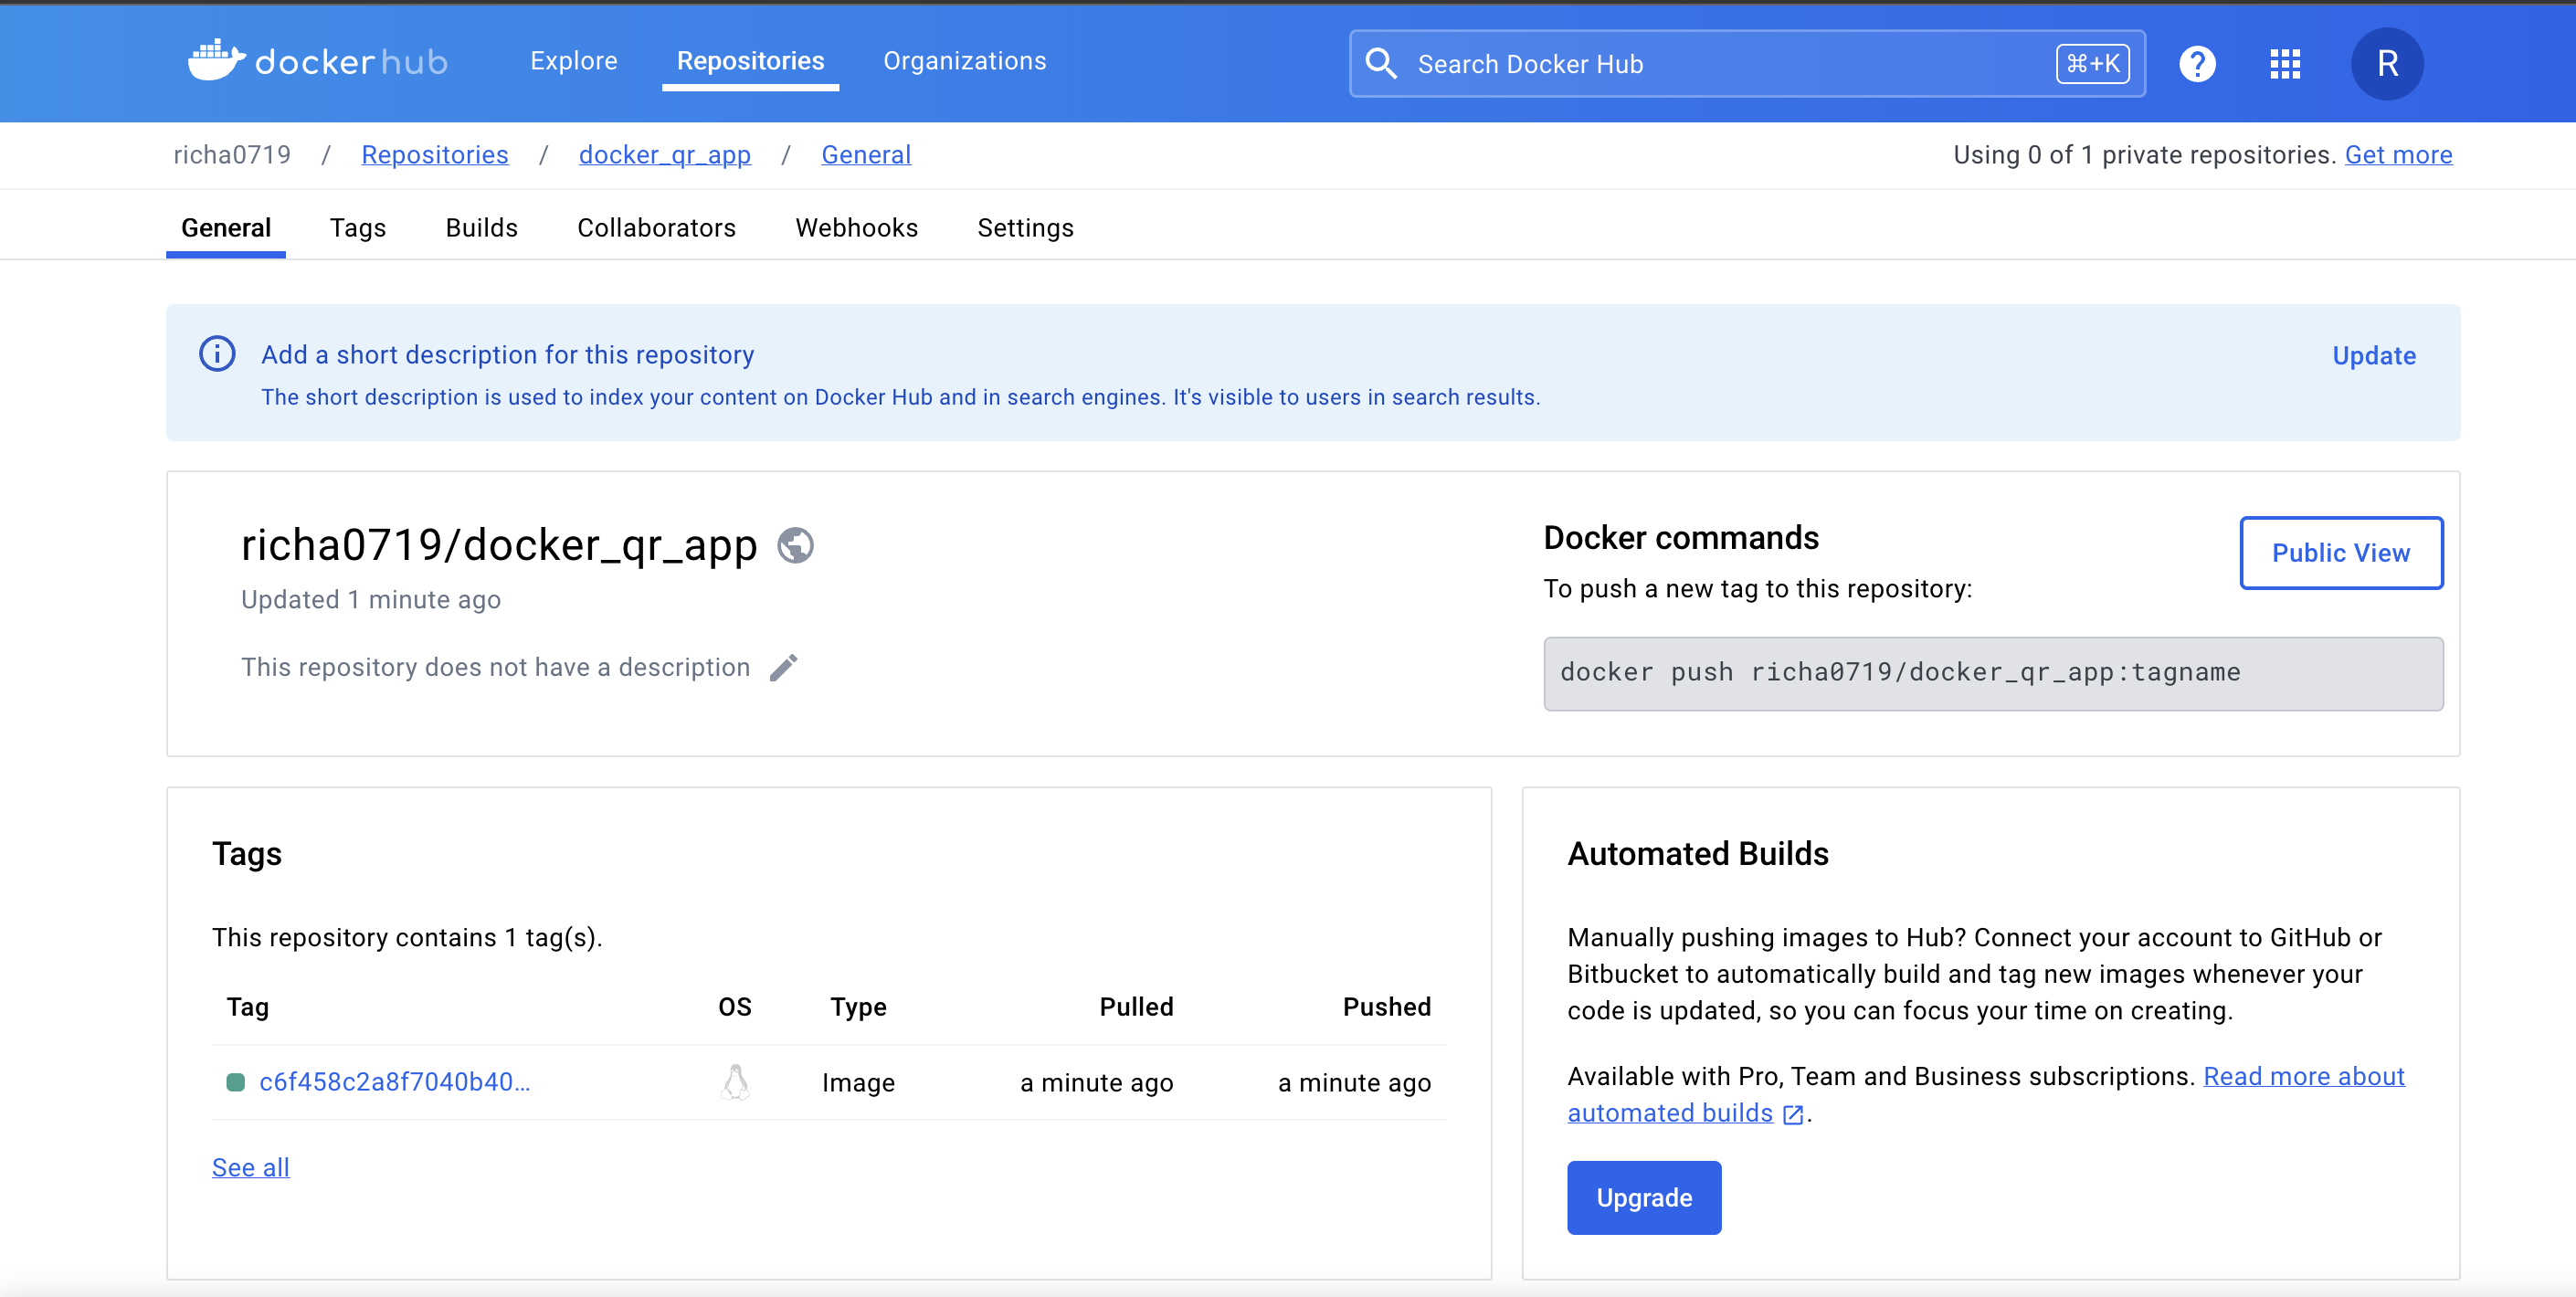 dockerhub Explore Repositories Organizations Search Docker Hub ⌘+K ? R
richa0719 / Repositories / docker_qr_app / General Using 0 of 1 private repositories. Get more
General Tags Builds Collaborators Webhooks Settings
Add a short description for this repository Update
The short description is used to index your content on Docker Hub and in search engines. It's visible to users in search results.
richa0719/docker_qr_app
Updated 1 minute ago
This repository does not have a description
Docker commands
Public View
To push a new tag to this repository:
docker push richa0719/docker_qr_app:tagname
Tags
This repository contains 1 tag(s).
Tag OS Type Pulled Pushed
c6f458c2a8f7040b40... Image a minute ago a minute ago
See all
Automated Builds
Manually pushing images to Hub? Connect your account to GitHub or
Bitbucket to automatically build and tag new images whenever your
code is updated, so you can focus your time on creating.
Available with Pro, Team and Business subscriptions. Read more about
automated builds .
Upgrade